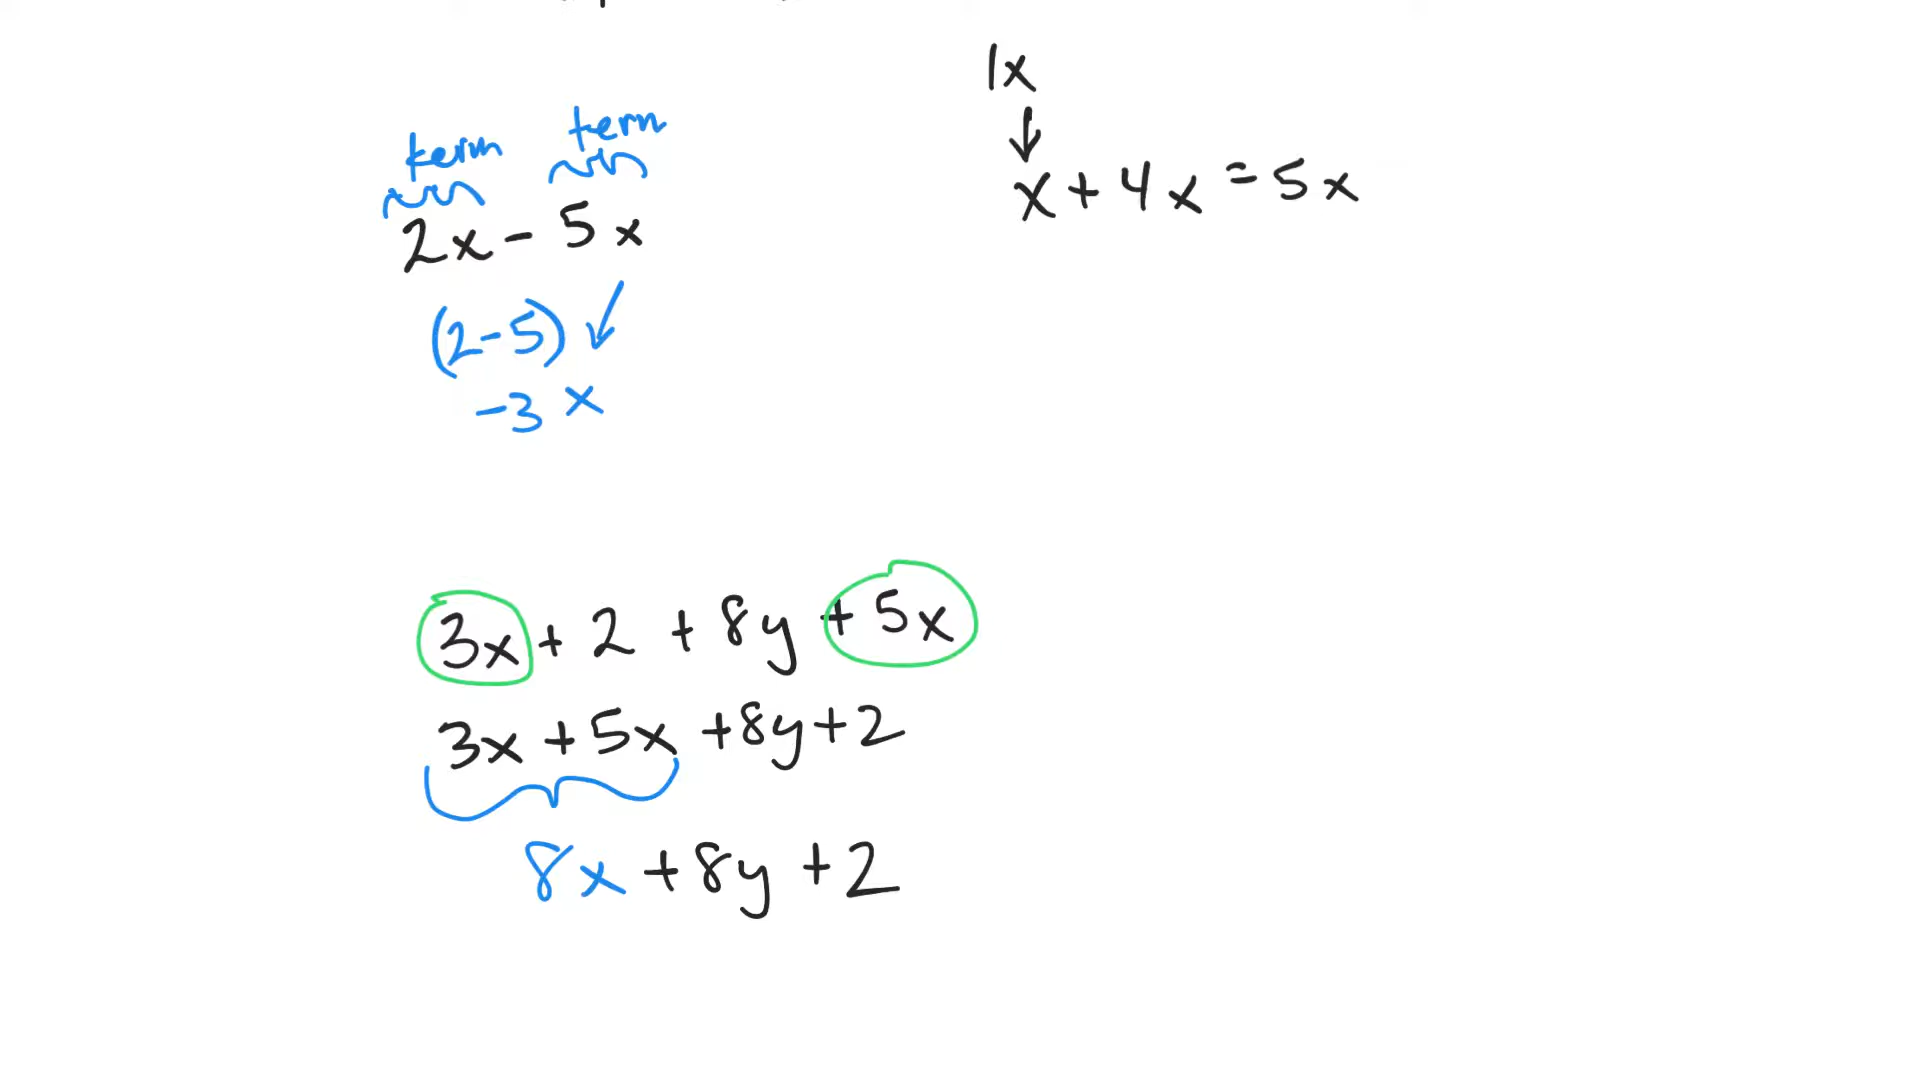 term term
2x - 5x
(2-5)
-3 x
1x
x + 4x = 5x
3x + 2 + 8y + 5x
3x + 5x + 8y + 2
8x + 8y + 2